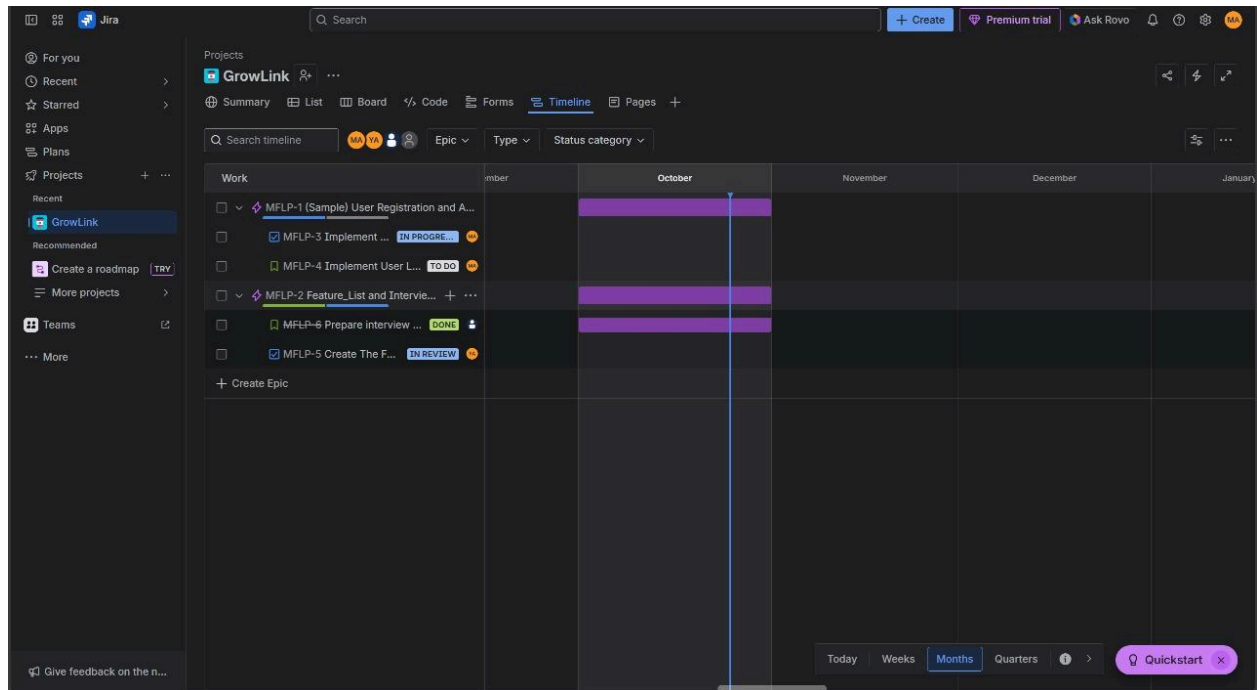 Jira
Search
Create
Premium trial
Ask Rovo
MA
For you
Recent
Starred
Apps
Plans
Projects
Recent
GrowLink
Recommended
Create a roadmap TRY
More projects
Teams
More
Give feedback on the n...
Projects
GrowLink
Summary List Board Code Forms Timeline Pages
Search timeline MA YA Epic Type Status category
Work mber October November December January
MFLP-1 (Sample) User Registration and A...
MFLP-3 Implement ... IN PROGRE... MA
MFLP-4 Implement User L... TO DO MA
MFLP-2 Feature_List and Intervie...
MFLP-6 Prepare interview ... DONE
MFLP-5 Create The F... IN REVIEW YA
Create Epic
Today Weeks Months Quarters
Quickstart